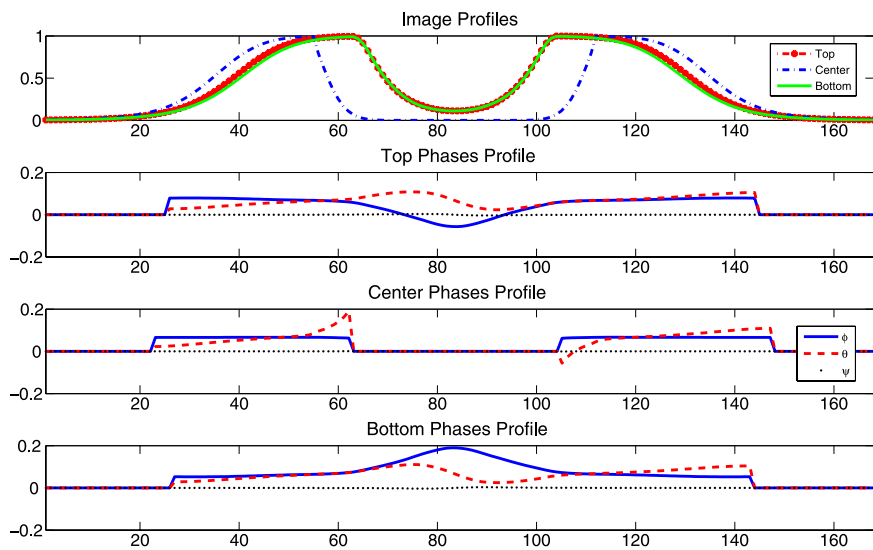 Image Profiles
1
0.5
0
Top
Center
Bottom
20 40 60 80 100 120 140 160
Top Phases Profile
0.2
0
−0.2
20 40 60 80 100 120 140 160
Center Phases Profile
0.2
0
−0.2
ϕ
θ
ψ
20 40 60 80 100 120 140 160
Bottom Phases Profile
0.2
0
−0.2
20 40 60 80 100 120 140 160